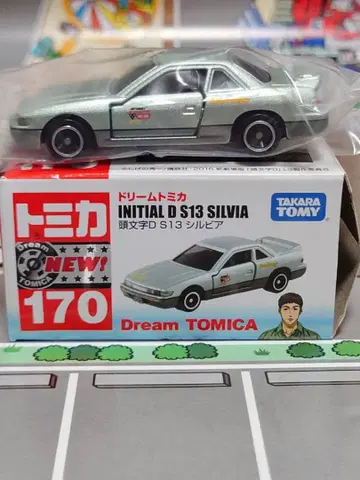 トミカ
Dream TOMICA
NEW!
170
ドリームトミカ
INITIAL D S13 SILVIA
頭文字D S13 シルビア
TAKARA TOMY
Dream TOMICA